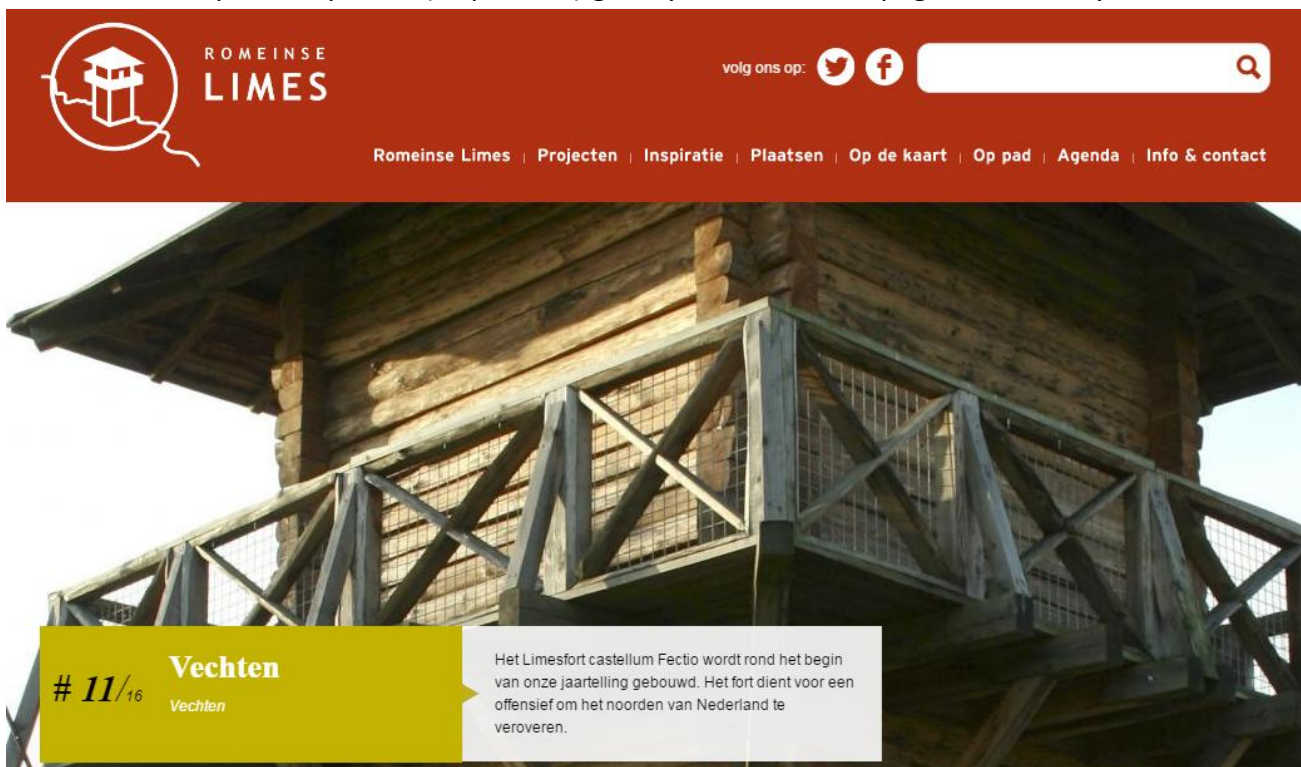 ROMEINSE
LIMES
volg ons op:
Romeinse Limes | Projecten | Inspiratie | Plaatsen | Op de kaart | Op pad | Agenda | Info & contact
# 11/16
Vechten
Vechten
Het Limesfort castellum Fectio wordt rond het begin
van onze jaartelling gebouwd. Het fort dient voor een
offensief om het noorden van Nederland te
veroveren.